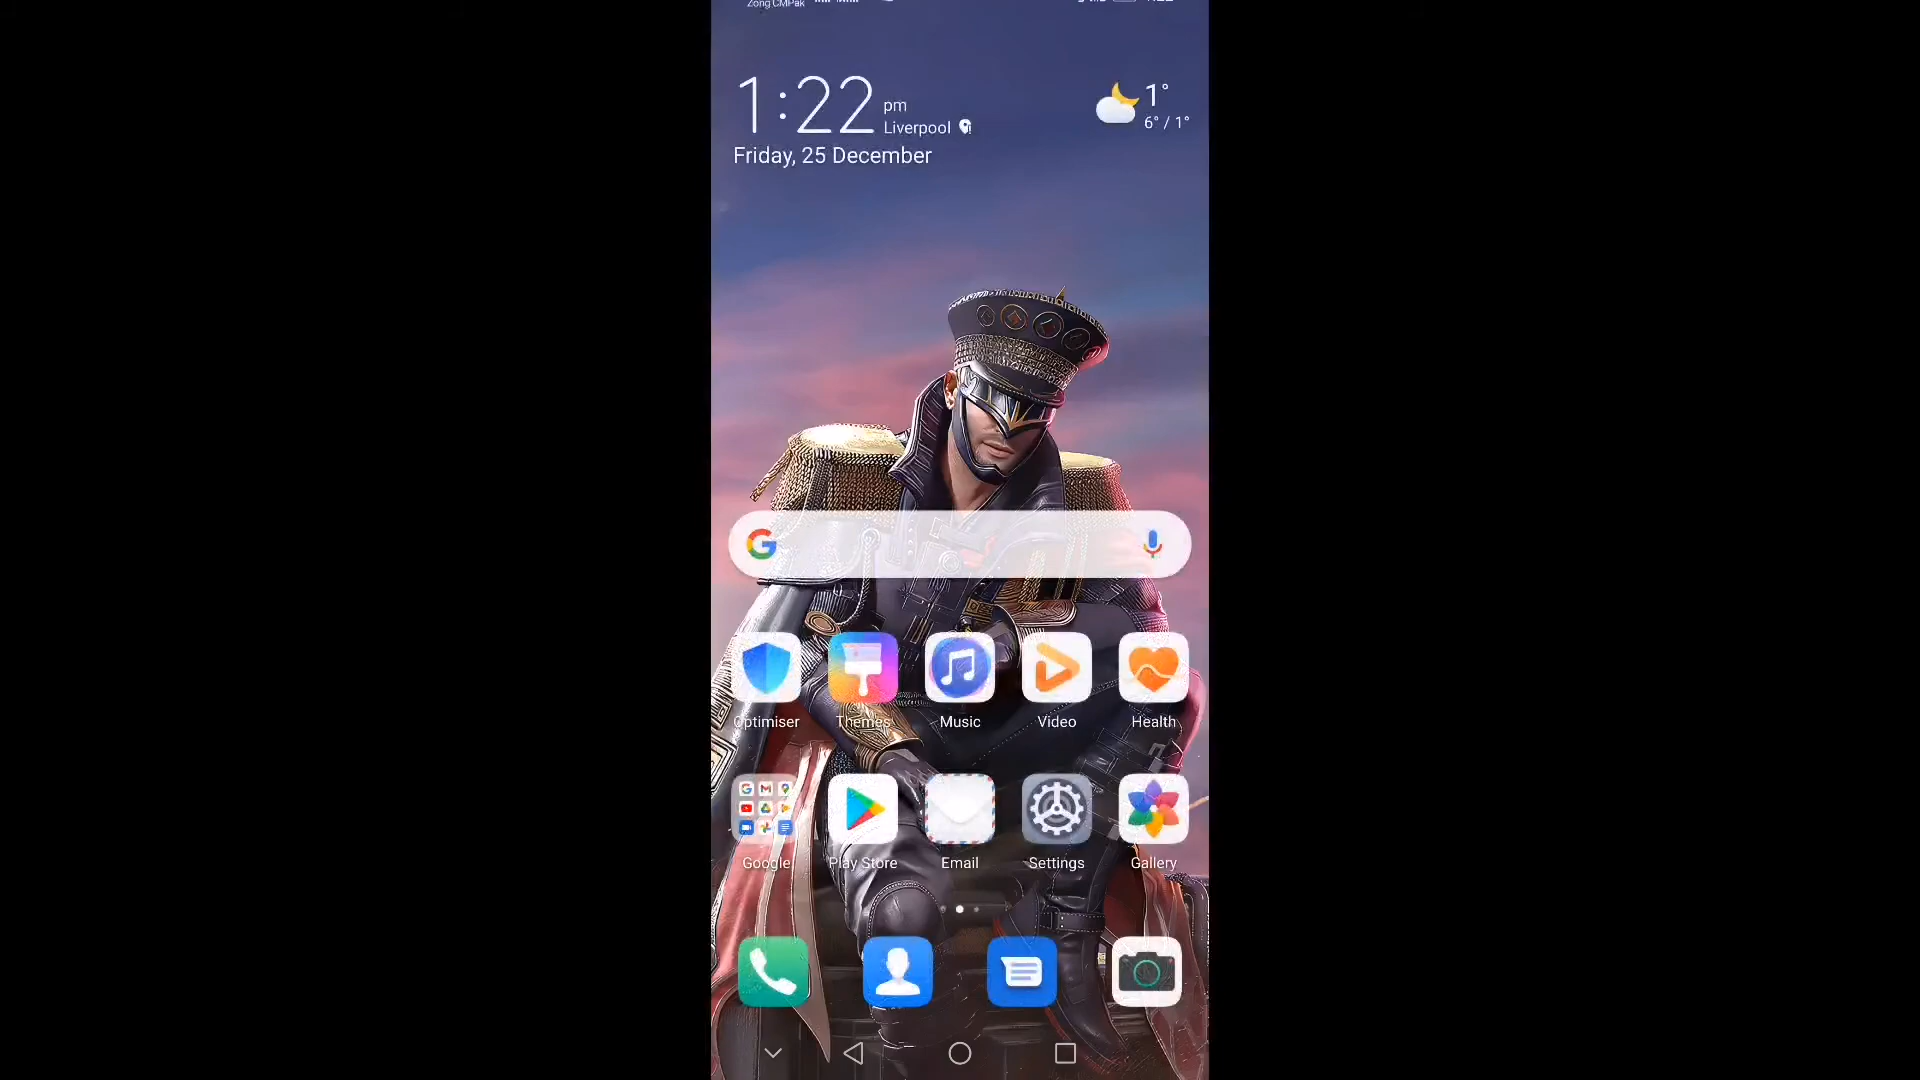 Zong CMPak
1:22 pm
Liverpool
Friday, 25 December
1°
6° / 1°
Optimiser
Themes
Music
Video
Health
Google
Play Store
Email
Settings
Gallery